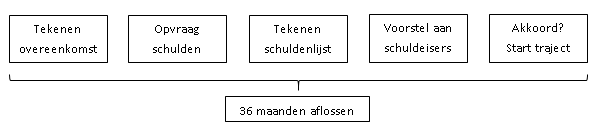 Tekenen
overeenkomst
Opvraag
schulden
Tekenen
schuldenlijst
Voorstel aan
schuldeisers
Akkoord?
Start traject
36 maanden aflossen